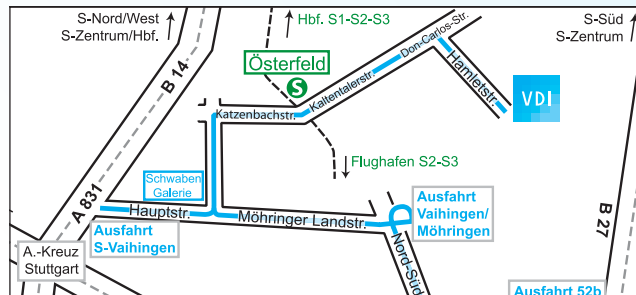 S-Nord/West
S-Zentrum/Hbf.
Hbf. S1-S2-S3
S-Süd
S-Zentrum
B 14
Österfeld
S
Don-Carlos-Str.
Kaltentalerstr.
Hamletstr.
VDI
Katzenbachstr.
Flughafen S2-S3
Schwaben
Galerie
A 831
Hauptstr.
Möhringer Landstr.
Ausfahrt
Vaihingen/
Möhringen
Ausfahrt
S-Vaihingen
B 27
A.-Kreuz
Stuttgart
Nord-Süd
Ausfahrt 52b